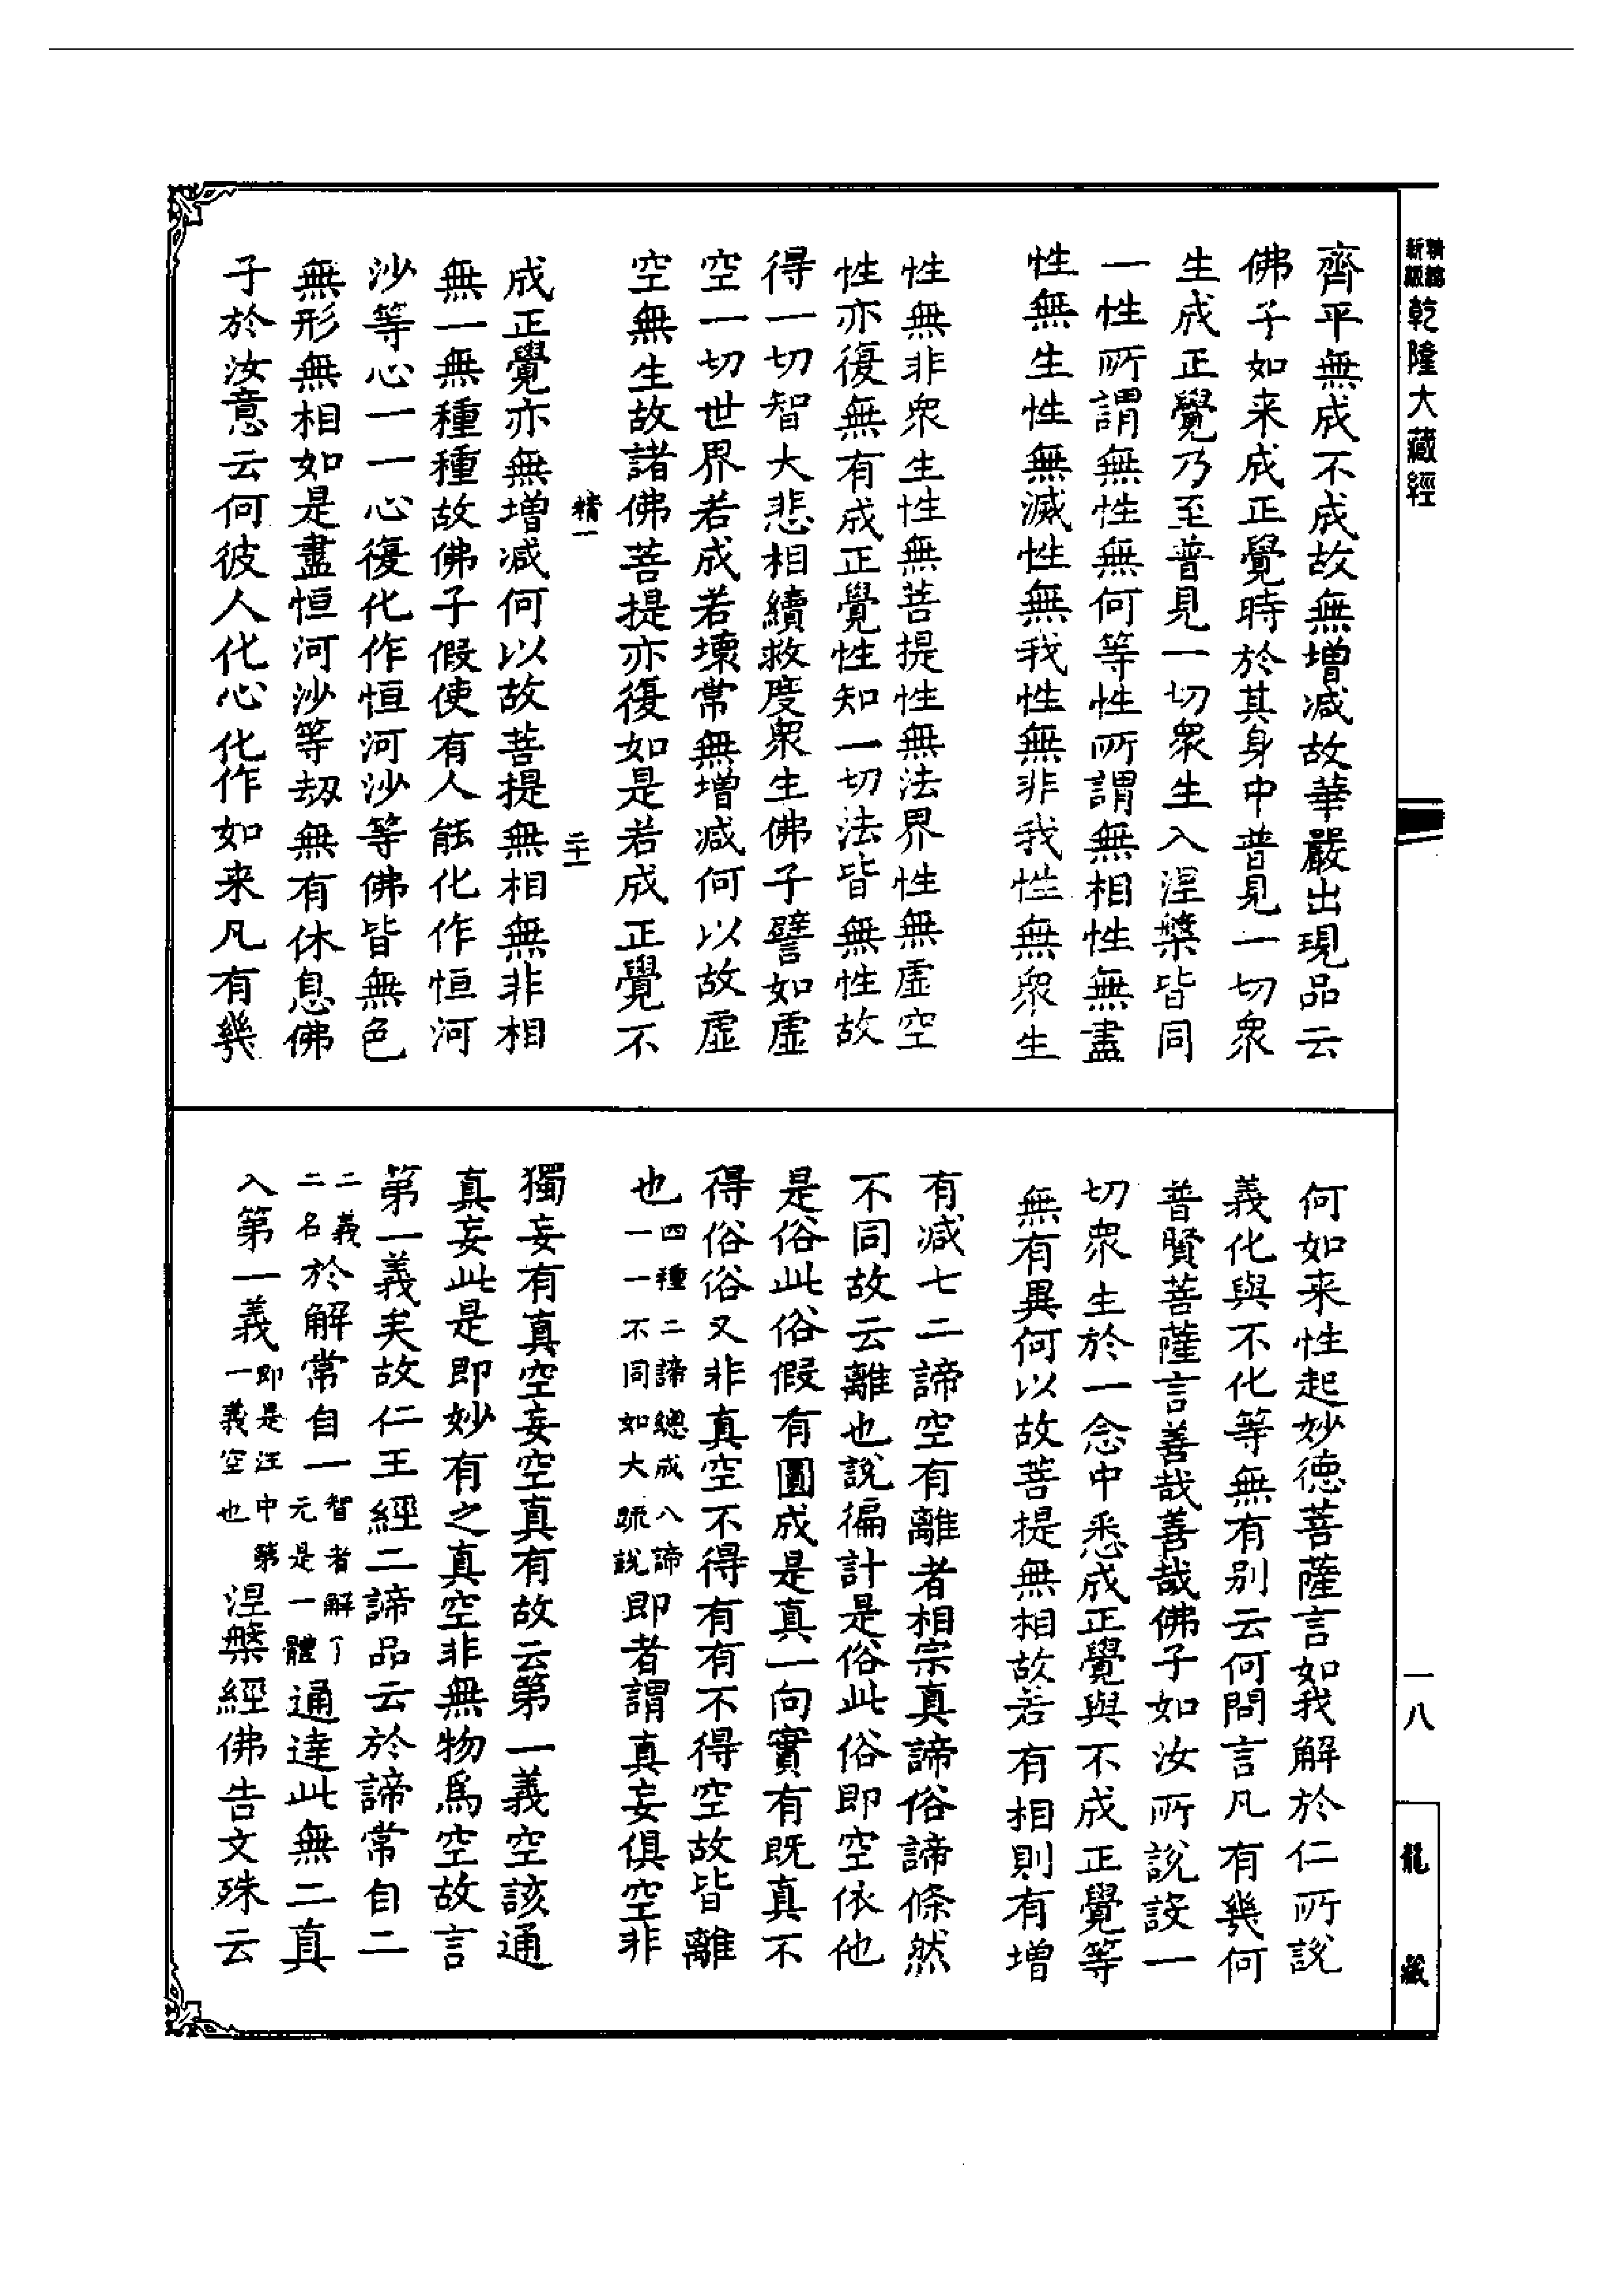 新編縮級乾隆大藏經
齊平無成不成故無增减故華嚴出現品云
佛子如来成正覺時於其身中普見一切衆
生成正覺乃至普見一切衆生入涅槃皆同
一性所謂無性無何等性所謂無相性無盡
性無生性無滅性無我性無非我性無衆生
性無非衆生性無菩提性無法界性無虛空
性亦復無有成正覺性知一切法皆無性故
得一切智大悲相續救度衆生佛子譬如虛
空一切世界若成若壞常無增减何以故虛
空無生故諸佛菩提亦復如是若成正覺不
精一 二十一
成正覺亦無增减何以故菩提無相無非相
無一無種種故佛子假使有人能化作恒河
沙等心一一心復化作恒河沙等佛皆無色
無形無相如是盡恒河沙等刼無有休息佛
子於汝意云何彼人化心化作如来凡有幾
何如来性起妙德菩薩言如我解於仁所說
義化與不化等無有别云何問言凡有幾何
普賢菩薩言善哉善哉佛子如汝所說設一
切衆生於一念中悉成正覺與不成正覺等
無有異何以故菩提無相故若有相則有增
有减七二諦空有離者相宗真諦俗諦條然
不同故云離也說徧計是俗此俗即空依他
是俗此俗假有圓成是真一向實有既真不
得俗俗又非真空不得有有不得空故皆離
也四種二諦總成八諦一一不同如大疏說即者謂真妄俱空非
獨妄有真空妄空真有故云第一義空該通
真妄此是即妙有之真空非無物爲空故言
第一義矣故仁王經二諦品云於諦常自二
二義二名於解常自一智者解了元是一體通達此無二真
入第一義即是涅中第一義空也涅槃經佛告文殊云
一八
龍藏